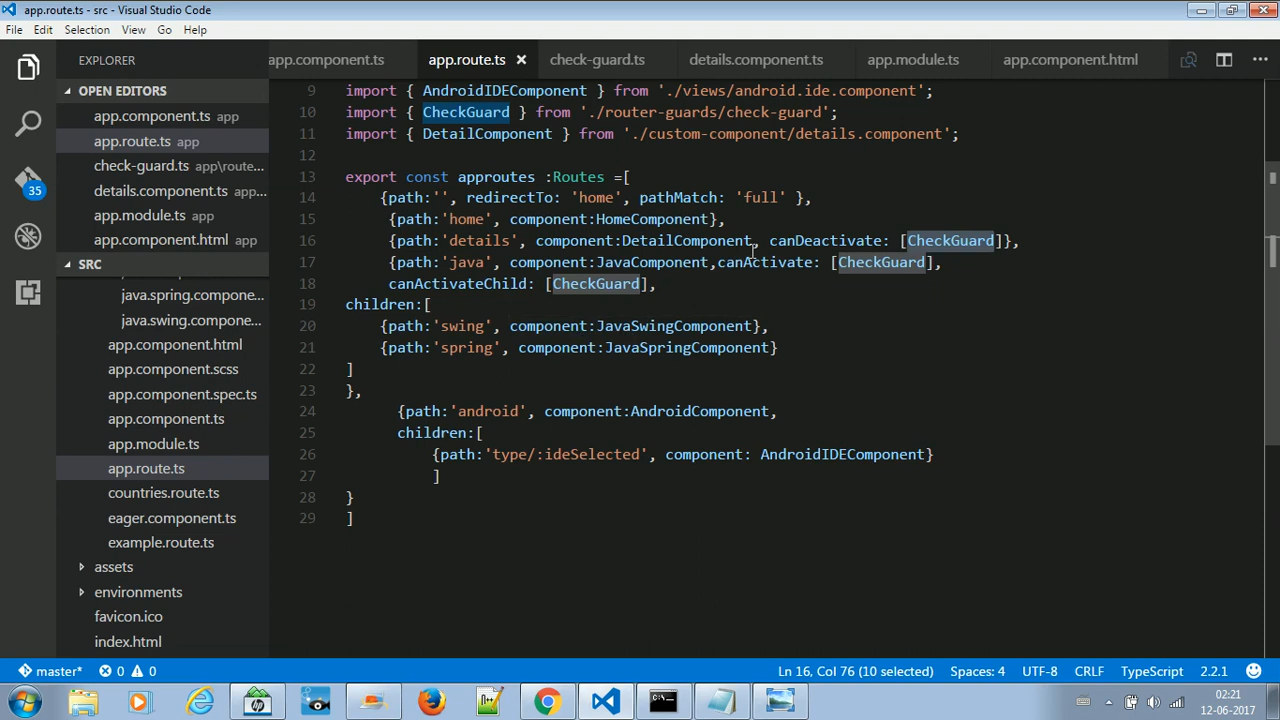 app.route.ts - src - Visual Studio Code
File Edit Selection View Go Help
EXPLORER
OPEN EDITORS
app.component.ts app
app.route.ts app
check-guard.ts app\route...
details.component.ts app...
app.module.ts app
app.component.html app
SRC
java.spring.compone...
java.swing.compone...
app.component.html
app.component.scss
app.component.spec.ts
app.component.ts
app.module.ts
app.route.ts
countries.route.ts
eager.component.ts
example.route.ts
assets
environments
favicon.ico
index.html
app.component.ts app.route.ts check-guard.ts details.component.ts app.module.ts app.component.html
9 import { AndroidIDEComponent } from './views/android.ide.component';
10 import { CheckGuard } from './router-guards/check-guard';
11 import { DetailComponent } from './custom-component/details.component';
12
13 export const approutes :Routes =[
14 {path:'', redirectTo: 'home', pathMatch: 'full' },
15 {path:'home', component:HomeComponent},
16 {path:'details', component:DetailComponent, canDeactivate: [CheckGuard]},
17 {path:'java', component:JavaComponent,canActivate: [CheckGuard],
18 canActivateChild: [CheckGuard],
19 children:[
20 {path:'swing', component:JavaSwingComponent},
21 {path:'spring', component:JavaSpringComponent}
22 ]
23 },
24 {path:'android', component:AndroidComponent,
25 children:[
26 {path:'type/:ideSelected', component: AndroidIDEComponent}
27 ]
28 }
29 ]
35
master* 0 0 Ln 16, Col 76 (10 selected) Spaces: 4 UTF-8 CRLF TypeScript 2.2.1
02:21
12-06-2017